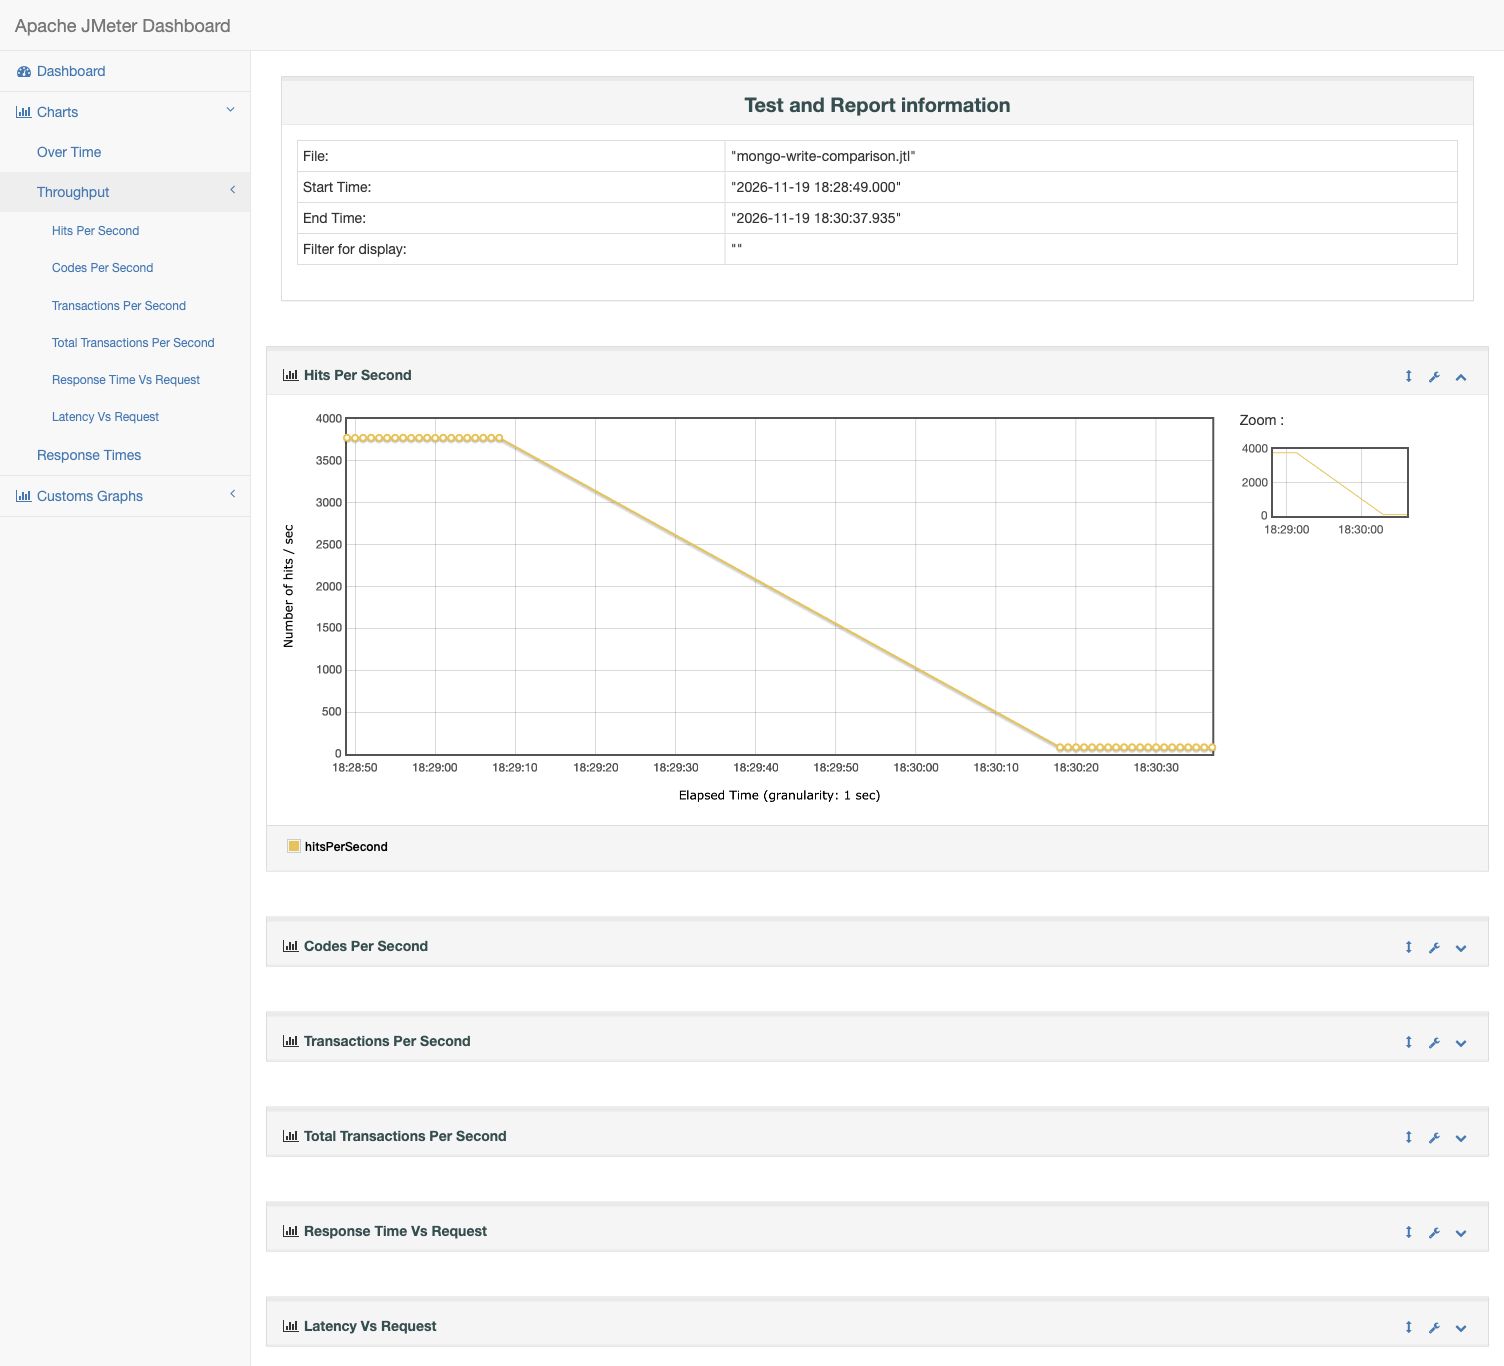 Apache JMeter Dashboard
Dashboard
Charts
Over Time
Throughput
Hits Per Second
Codes Per Second
Transactions Per Second
Total Transactions Per Second
Response Time Vs Request
Latency Vs Request
Response Times
Customs Graphs
Test and Report information
File: "mongo-write-comparison.jtl"
Start Time: "2026-11-19 18:28:49.000"
End Time: "2026-11-19 18:30:37.935"
Filter for display: ""
Hits Per Second
4000
3500
3000
2500
2000
1500
1000
500
0
Number of hits / sec
18:28:50 18:29:00 18:29:10 18:29:20 18:29:30 18:29:40 18:29:50 18:30:00 18:30:10 18:30:20 18:30:30
Elapsed Time (granularity: 1 sec)
Zoom :
4000
2000
0
18:29:00 18:30:00
hitsPerSecond
Codes Per Second
Transactions Per Second
Total Transactions Per Second
Response Time Vs Request
Latency Vs Request